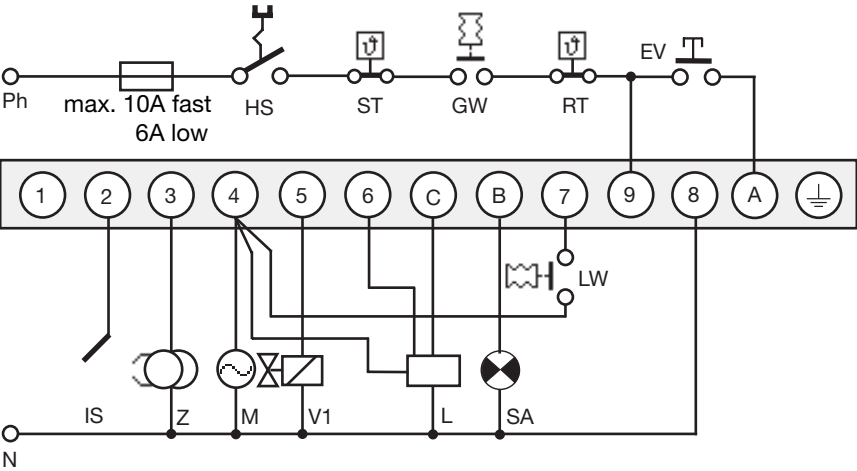 EV
Ph
max. 10A fast
6A low
HS
ST
GW
RT
ϑ
ϑ
1 2 3 4 5 6 C B 7 9 8 A
LW
IS
Z
M
V1
L
SA
N